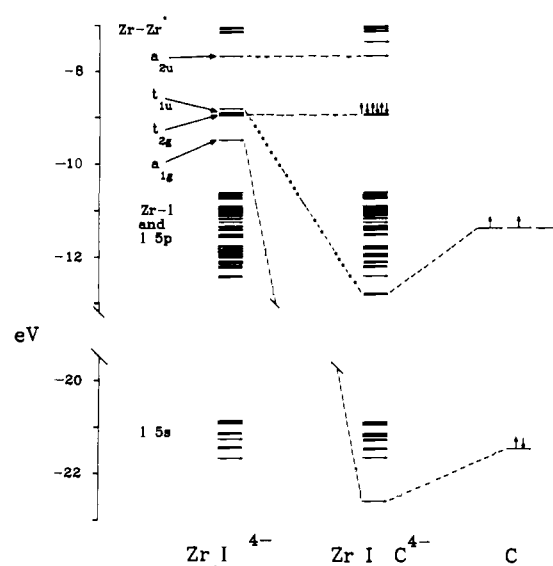 Zr-Zr*
a2u
-8
t1u
t2g
a1g
-10
Zr-I
and
I 5p
-12
eV
-20
I 5s
-22
Zr I 4-
Zr I C 4-
C